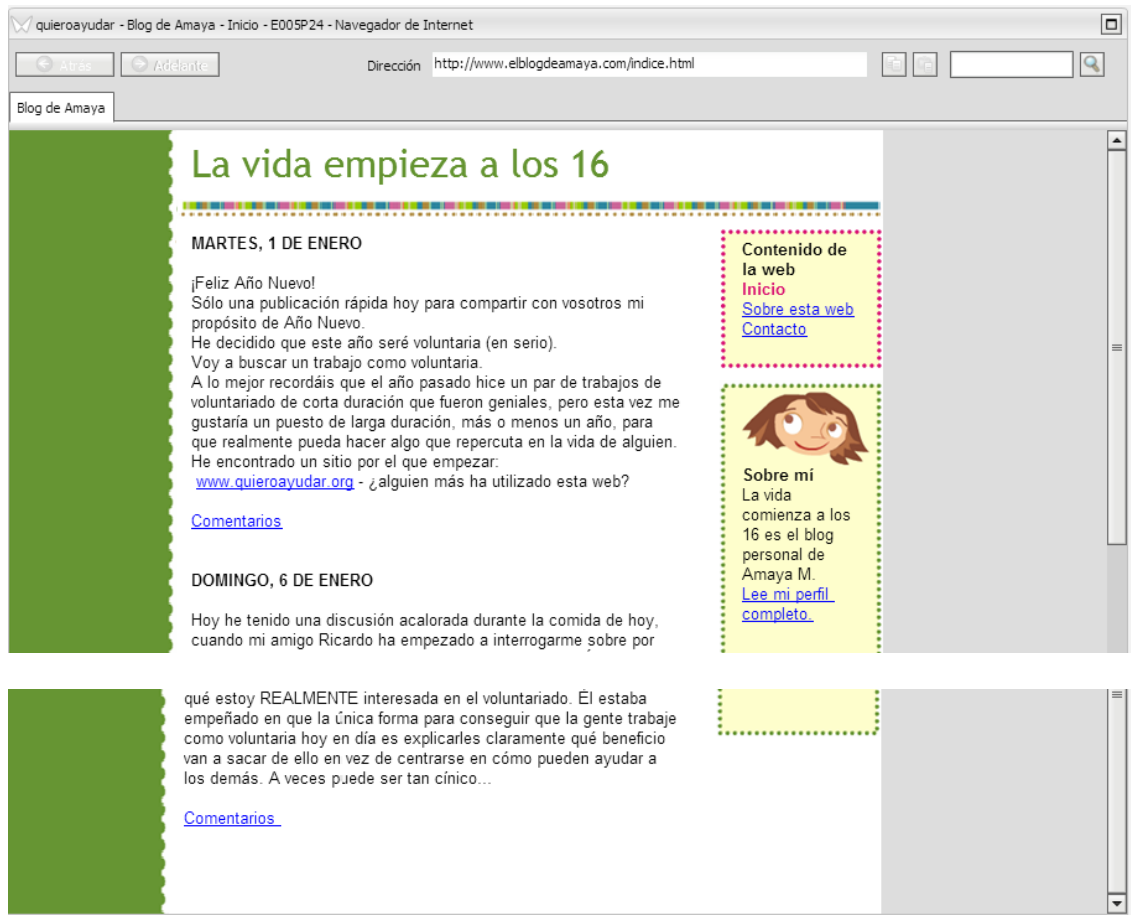 quieroayudar - Blog de Amaya - Inicio - E005P24 - Navegador de Internet
Atrás
Adelante
Dirección
http://www.elblogdeamaya.com/indice.html
Blog de Amaya
La vida empieza a los 16
MARTES, 1 DE ENERO
¡Feliz Año Nuevo!
Sólo una publicación rápida hoy para compartir con vosotros mi
propósito de Año Nuevo.
He decidido que este año seré voluntaria (en serio).
Voy a buscar un trabajo como voluntaria.
A lo mejor recordáis que el año pasado hice un par de trabajos de
voluntariado de corta duración que fueron geniales, pero esta vez me
gustaría un puesto de larga duración, más o menos un año, para
que realmente pueda hacer algo que repercuta en la vida de alguien.
He encontrado un sitio por el que empezar:
www.quieroayudar.org - ¿alguien más ha utilizado esta web?
Comentarios
DOMINGO, 6 DE ENERO
Hoy he tenido una discusión acalorada durante la comida de hoy,
cuando mi amigo Ricardo ha empezado a interrogarme sobre por
qué estoy REALMENTE interesada en el voluntariado. Él estaba
empeñado en que la única forma para conseguir que la gente trabaje
como voluntaria hoy en día es explicarles claramente qué beneficio
van a sacar de ello en vez de centrarse en cómo pueden ayudar a
los demás. A veces puede ser tan cínico...
Comentarios
Contenido de
la web
Inicio
Sobre esta web
Contacto
Sobre mí
La vida
comienza a los
16 es el blog
personal de
Amaya M.
Lee mi perfil
completo.